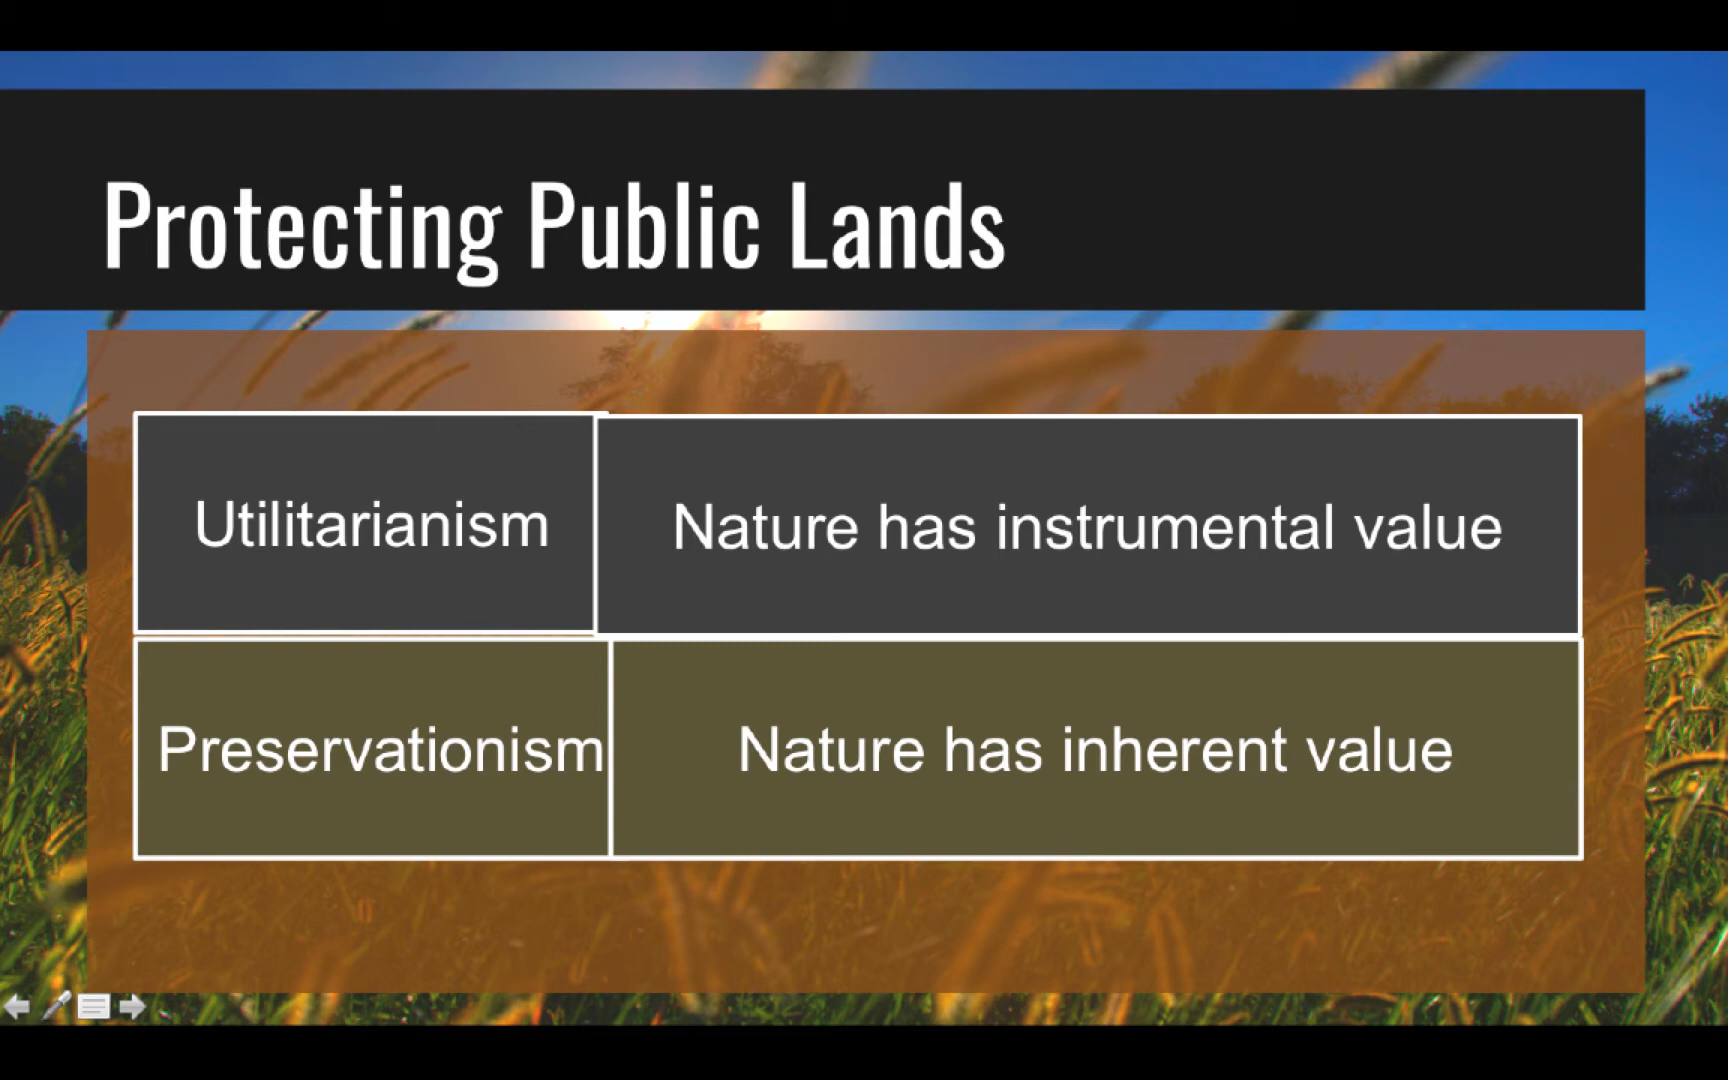 Protecting Public Lands
Utilitarianism
Nature has instrumental value
Preservationism
Nature has inherent value